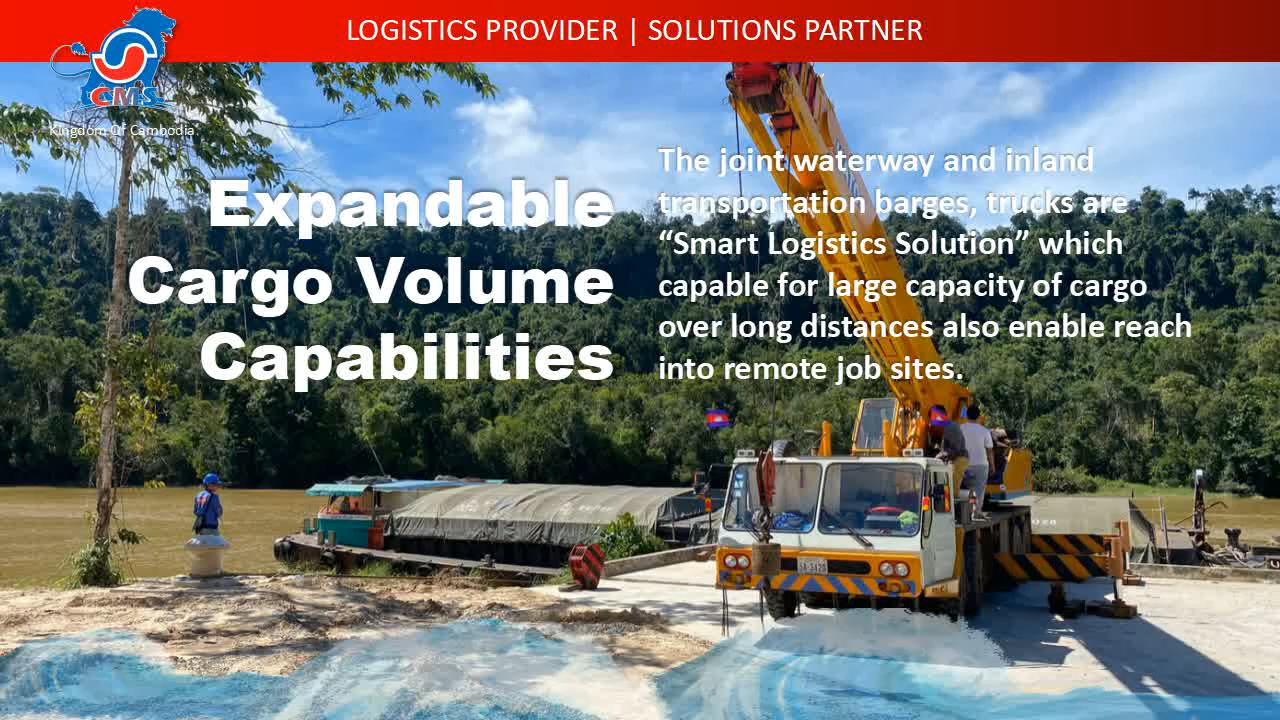 LOGISTICS PROVIDER | SOLUTIONS PARTNER
CMS
Kingdom Of Cambodia
Expandable
Cargo Volume
Capabilities
The joint waterway and inland
transportation barges, trucks are
“Smart Logistics Solution” which
capable for large capacity of cargo
over long distances also enable reach
into remote job sites.